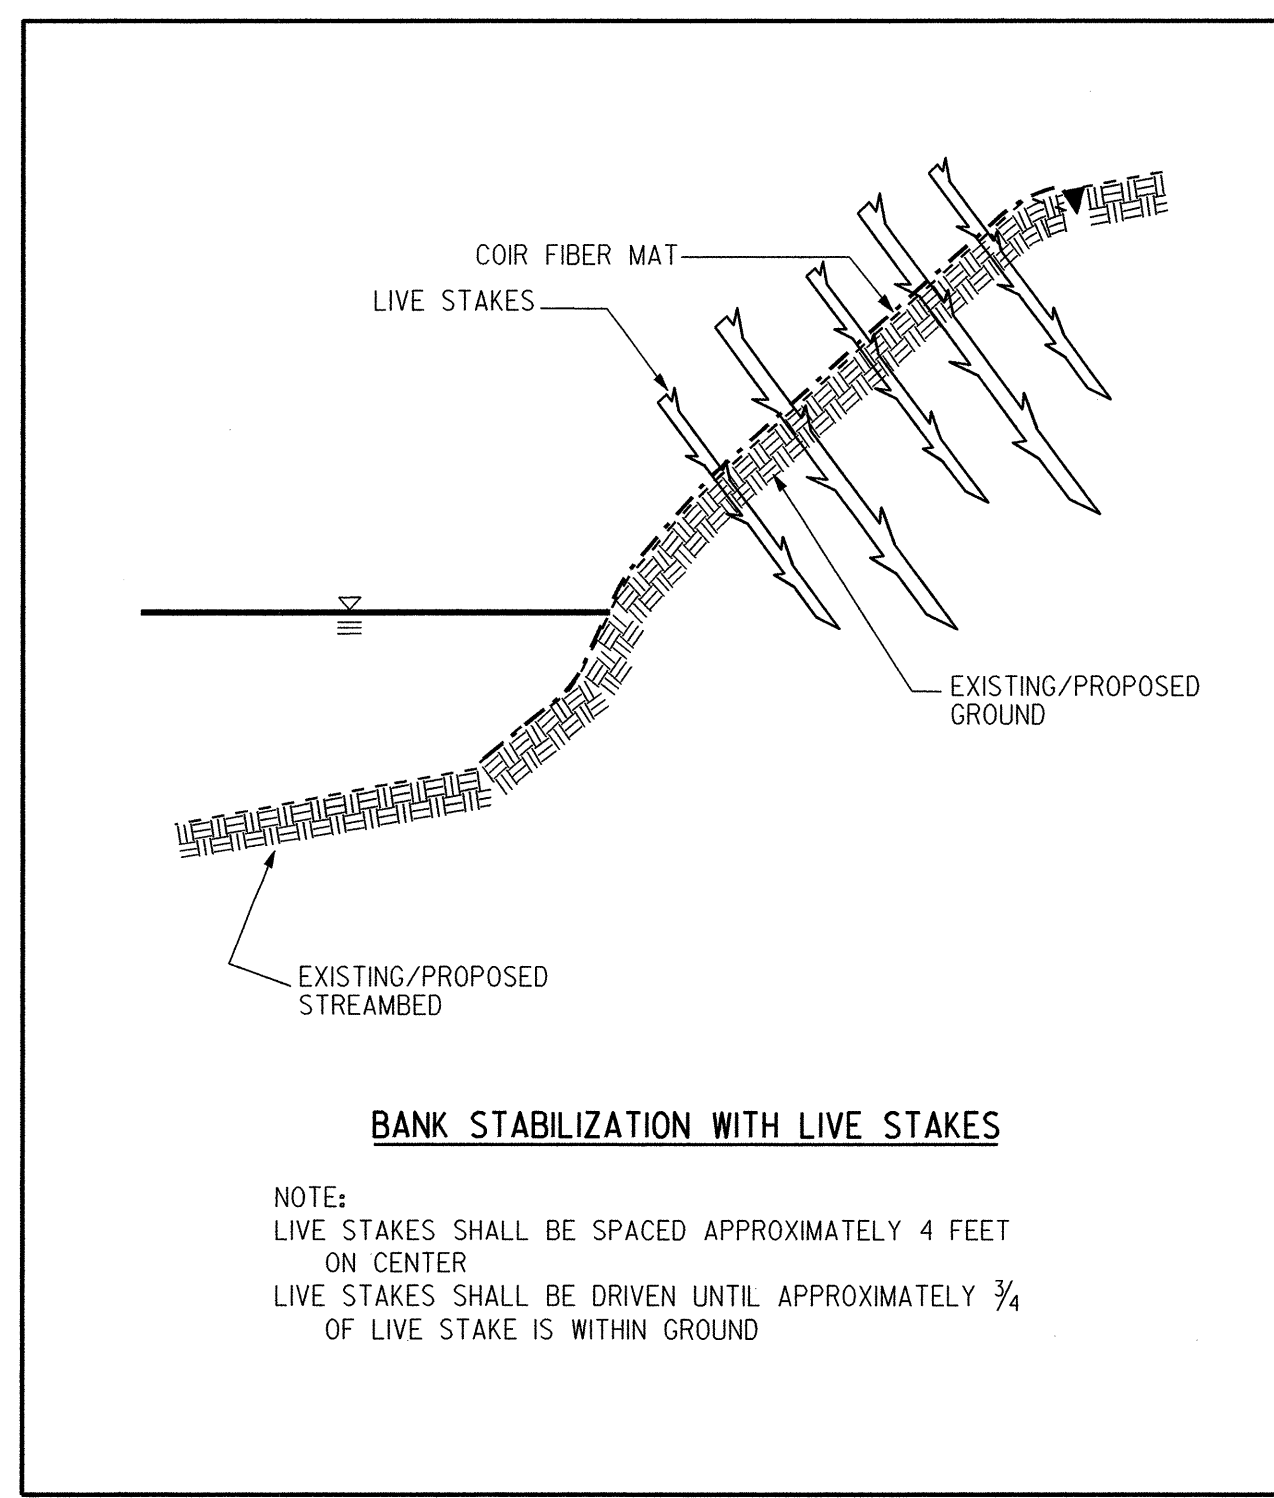 COIR FIBER MAT
LIVE STAKES
EXISTING/PROPOSED
GROUND
EXISTING/PROPOSED
STREAMBED
BANK STABILIZATION WITH LIVE STAKES
NOTE:
LIVE STAKES SHALL BE SPACED APPROXIMATELY 4 FEET
ON CENTER
LIVE STAKES SHALL BE DRIVEN UNTIL APPROXIMATELY 3/4
OF LIVE STAKE IS WITHIN GROUND